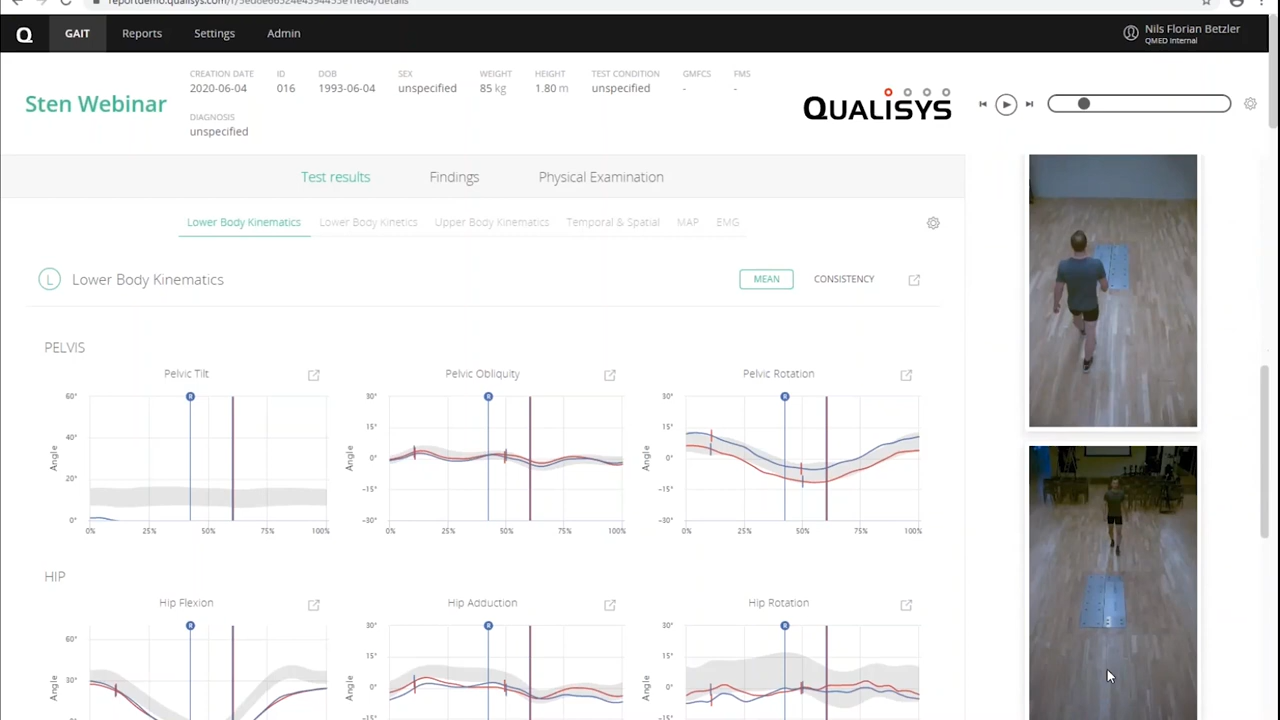 reportdemo.qualisys.com/
/details
Q GAIT Reports Settings Admin Nils Florian Betzler
QMED Internal
Sten Webinar
CREATION DATE ID DOB SEX WEIGHT HEIGHT TEST CONDITION GMFCS FMS
2020-06-04 016 1993-06-04 unspecified 85 kg 1.80 m unspecified - -
DIAGNOSIS
unspecified
QUALISYS
Test results Findings Physical Examination
Lower Body Kinematics Lower Body Kinetics Upper Body Kinematics Temporal & Spatial MAP EMG
L Lower Body Kinematics MEAN CONSISTENCY
PELVIS
Pelvic Tilt
R
Angle
60°
40°
20°
0°
0% 25% 50% 75% 100%
Pelvic Obliquity
R
Angle
30°
15°
0°
-15°
-30°
0% 25% 50% 75% 100%
Pelvic Rotation
R
Angle
30°
15°
0°
-15°
-30°
0% 25% 50% 75% 100%
HIP
Hip Flexion
R
Angle
60°
30°
Hip Adduction
R
Angle
30°
15°
0°
-15°
Hip Rotation
R
Angle
30°
15°
0°
-15°